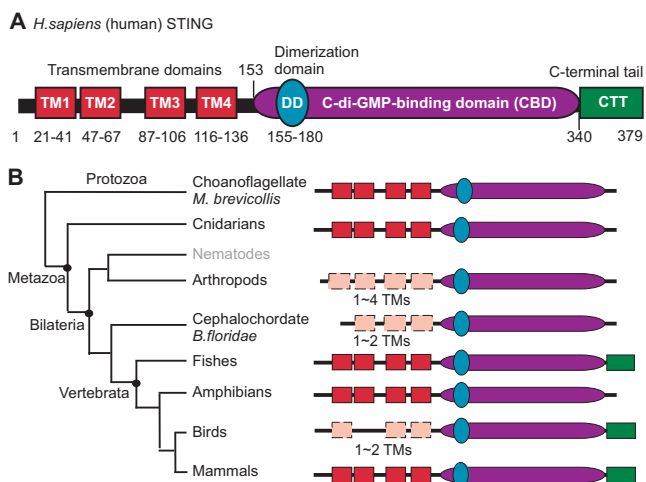 A H.sapiens (human) STING
Dimerization
domain
Transmembrane domains
153
C-terminal tail
TM1 TM2 TM3 TM4 DD C-di-GMP-binding domain (CBD) CTT
1 21-41 47-67 87-106 116-136 155-180 340 379
B
Protozoa
Choanoflagellate
M. brevicollis
Cnidarians
Nematodes
Metazoa
Arthropods
1~4 TMs
Bilateria
Cephalochordate
B.floridae
1~2 TMs
Fishes
Vertebrata
Amphibians
Birds
1~2 TMs
Mammals